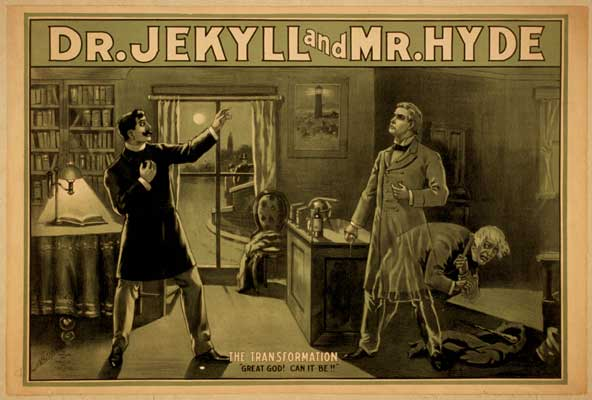 DR. JEKYLL and MR. HYDE
THE TRANSFORMATION
"GREAT GOD! CAN IT BE!!"